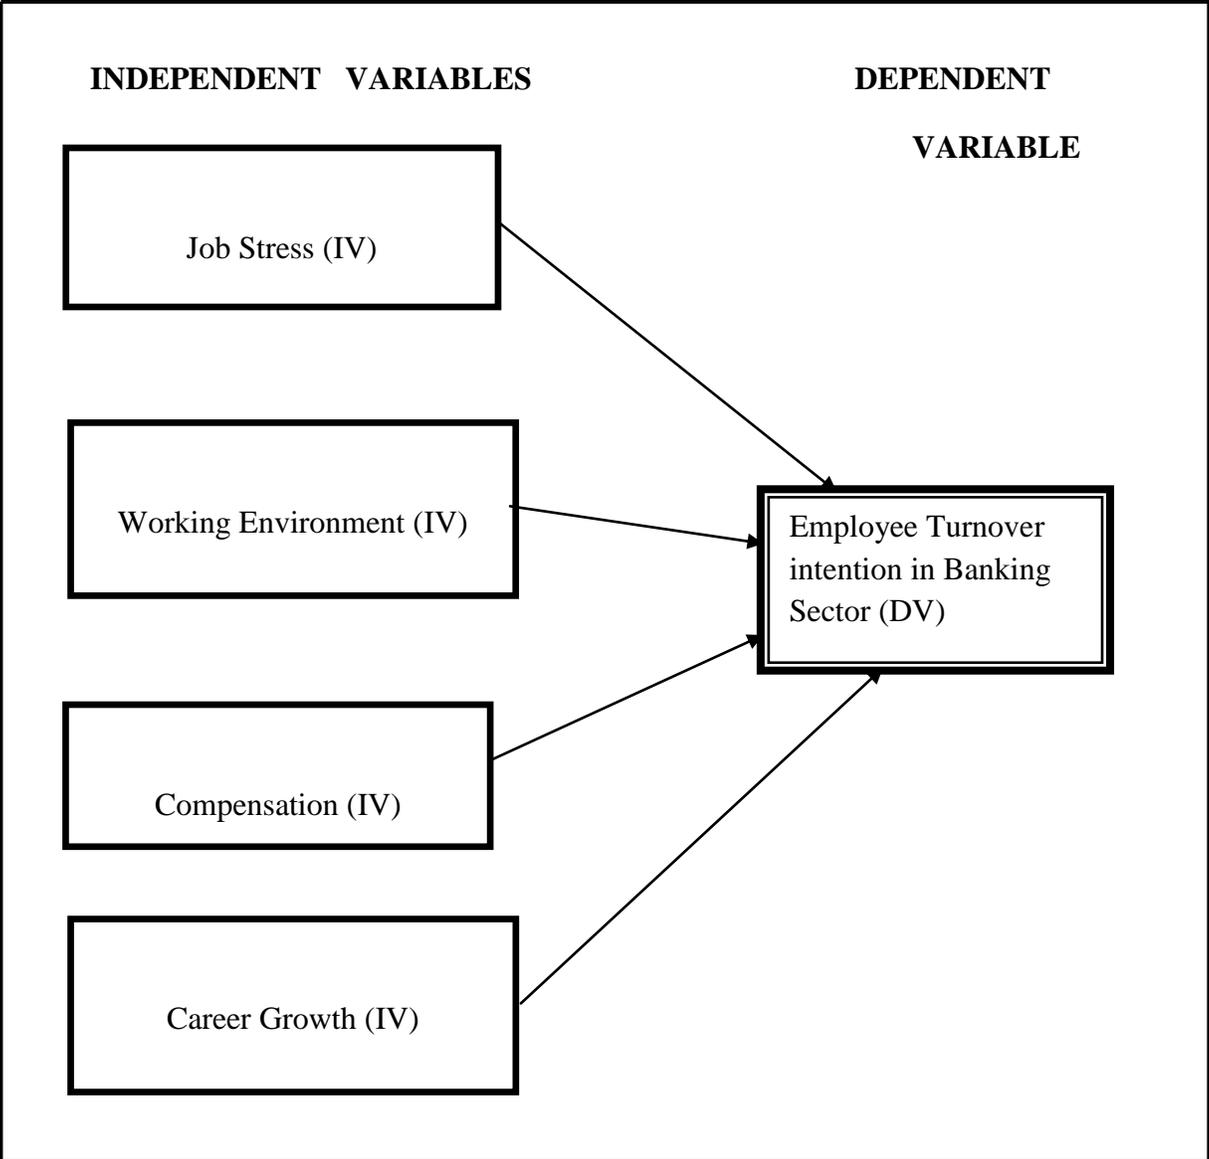 INDEPENDENT VARIABLES
DEPENDENT
VARIABLE
Job Stress (IV)
Working Environment (IV)
Employee Turnover
intention in Banking
Sector (DV)
Compensation (IV)
Career Growth (IV)